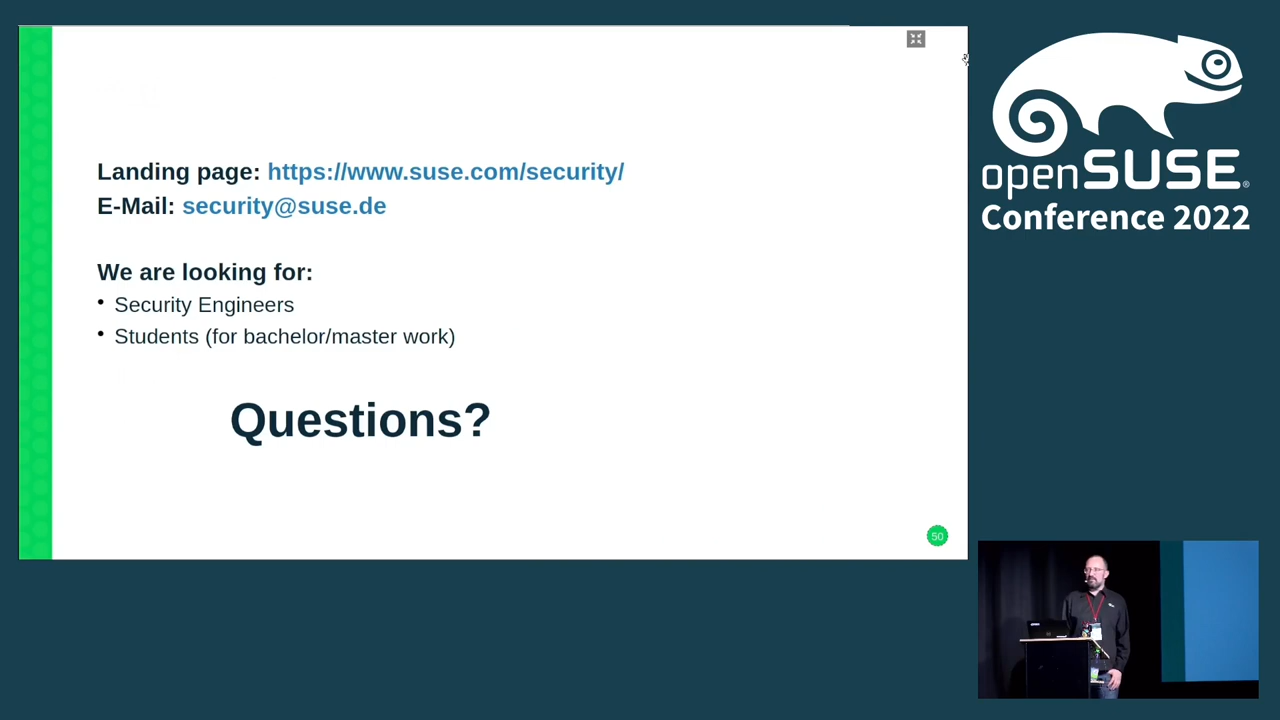 Landing page: https://www.suse.com/security/
E-Mail: security@suse.de
We are looking for:
• Security Engineers
• Students (for bachelor/master work)
Questions?
50
openSUSE®
Conference 2022